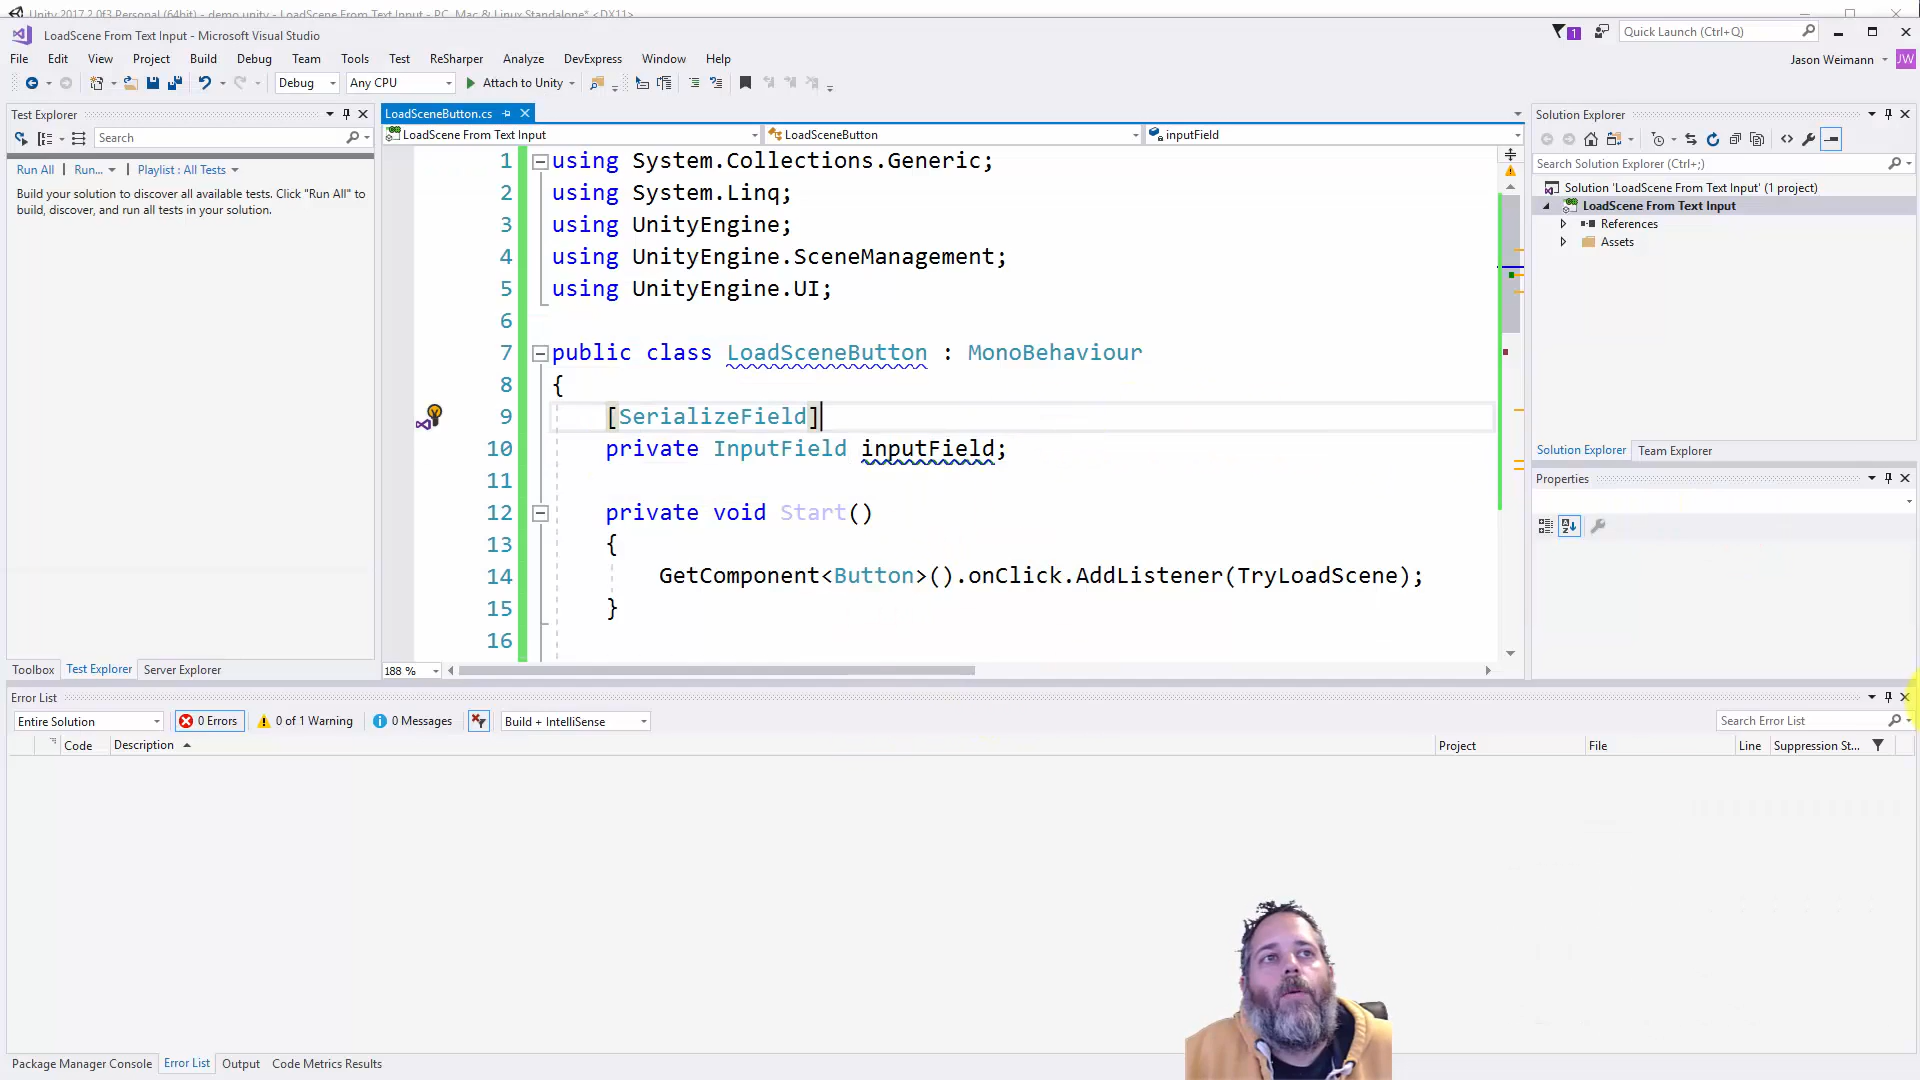 Unity 2017.2.0f3 Personal (64bit) - demo.unity - LoadScene From Text Input - PC, Mac & Linux Standalone* <DX11>
LoadScene From Text Input - Microsoft Visual Studio
1
Quick Launch (Ctrl+Q)
File Edit View Project Build Debug Team Tools Test ReSharper Analyze DevExpress Window Help
Jason Weimann JW
Debug Any CPU Attach to Unity
Test Explorer
Search
Run All Run... Playlist : All Tests
Build your solution to discover all available tests. Click "Run All" to
build, discover, and run all tests in your solution.
Toolbox Test Explorer Server Explorer
LoadSceneButton.cs
LoadScene From Text Input LoadSceneButton inputField
1 using System.Collections.Generic;
2 using System.Linq;
3 using UnityEngine;
4 using UnityEngine.SceneManagement;
5 using UnityEngine.UI;
6
7 public class LoadSceneButton : MonoBehaviour
8 {
9 [SerializeField]
10 private InputField inputField;
11
12 private void Start()
13 {
14 GetComponent<Button>().onClick.AddListener(TryLoadScene);
15 }
16
188 %
Solution Explorer
Search Solution Explorer (Ctrl+;)
Solution 'LoadScene From Text Input' (1 project)
LoadScene From Text Input
References
Assets
Solution Explorer Team Explorer
Properties
Error List
Entire Solution 0 Errors 0 of 1 Warning 0 Messages Build + IntelliSense Search Error List
Code Description Project File Line Suppression St...
Package Manager Console Error List Output Code Metrics Results